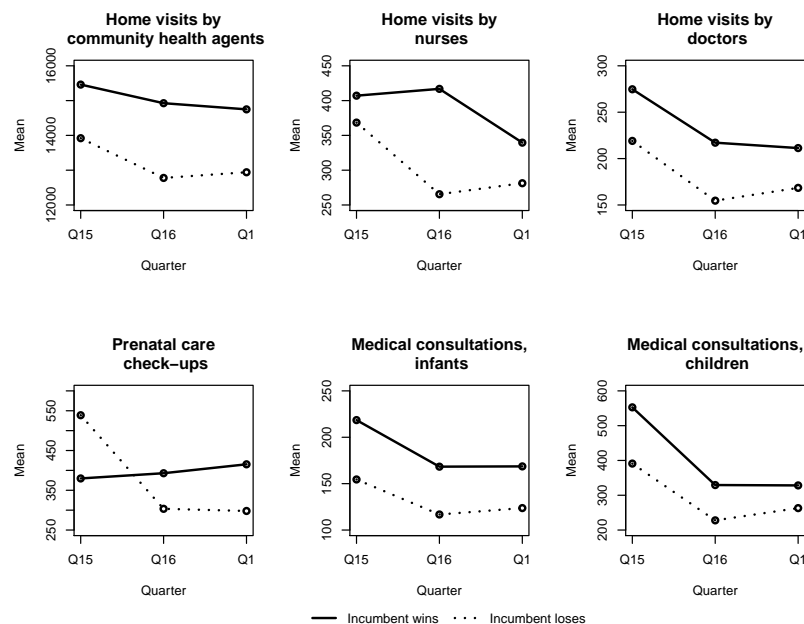 Home visits by
community health agents
Mean
12000
14000
16000
Q15
Q16
Q1
Quarter
Home visits by
nurses
Mean
250
300
350
400
450
Q15
Q16
Q1
Quarter
Home visits by
doctors
Mean
150
200
250
300
Q15
Q16
Q1
Quarter
Prenatal care
check−ups
Mean
250
350
450
550
Q15
Q16
Q1
Quarter
Medical consultations,
infants
Mean
100
150
200
250
Q15
Q16
Q1
Quarter
Medical consultations,
children
Mean
200
300
400
500
600
Q15
Q16
Q1
Quarter
Incumbent wins
Incumbent loses